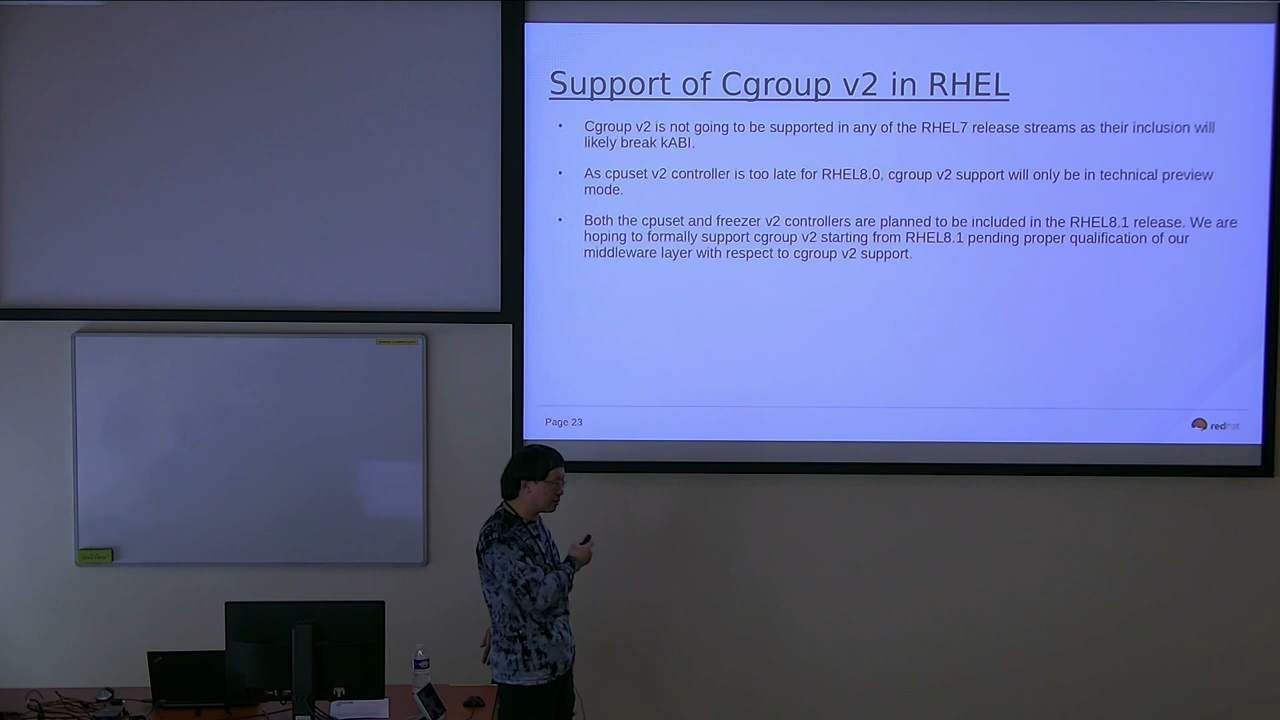 Support of Cgroup v2 in RHEL
• Cgroup v2 is not going to be supported in any of the RHEL7 release streams as their inclusion will
likely break kABI.
• As cpuset v2 controller is too late for RHEL8.0, cgroup v2 support will only be in technical preview
mode.
• Both the cpuset and freezer v2 controllers are planned to be included in the RHEL8.1 release. We are
hoping to formally support cgroup v2 starting from RHEL8.1 pending proper qualification of our
middleware layer with respect to cgroup v2 support.
Page 23
redhat